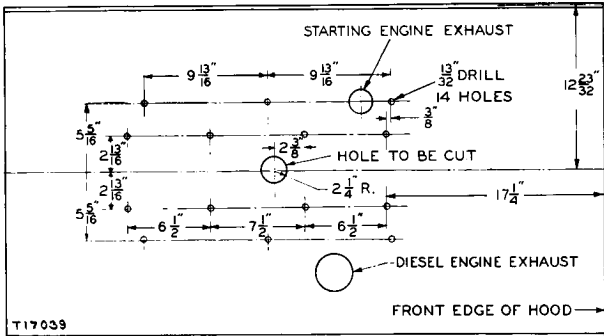 STARTING ENGINE EXHAUST
9 13/16" 9 13/16" 13/32" DRILL
14 HOLES
12 23/32"
3/8"
5 5/16"
2 13/16"
2 3/8"
HOLE TO BE CUT
2 1/4" R.
2 13/16"
17 1/4"
5 5/16"
6 1/2" 7 1/2" 6 1/2"
DIESEL ENGINE EXHAUST
FRONT EDGE OF HOOD
T17039